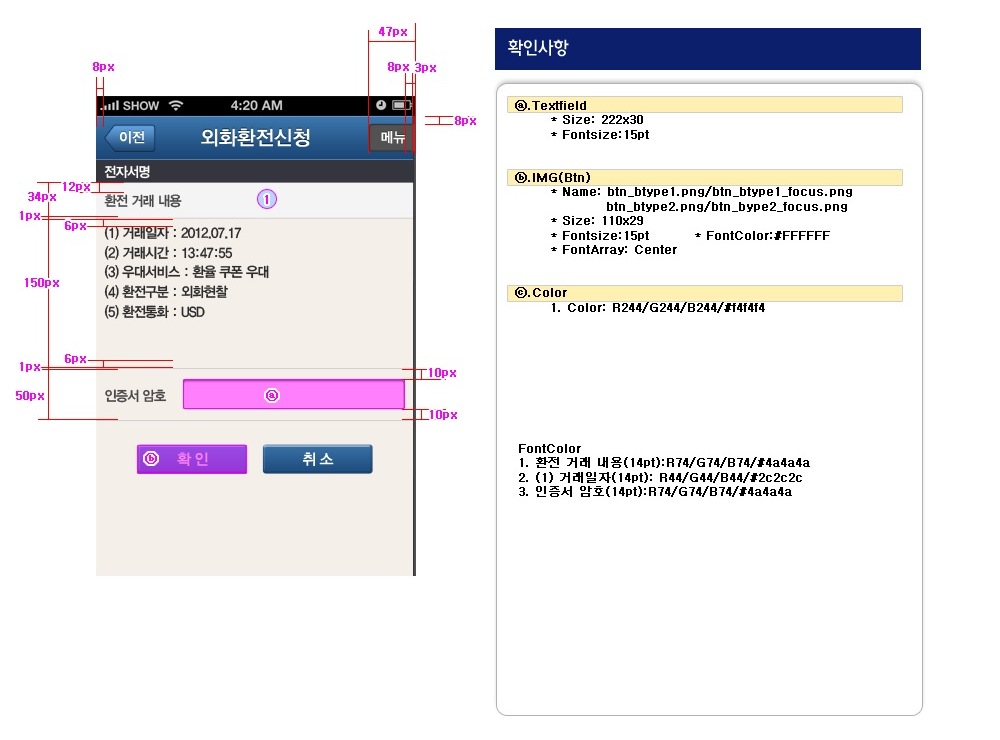 47px
8px
8px
3px
SHOW
4:20 AM
8px
이전
외화환전신청
메뉴
전자서명
12px
34px
환전 거래 내용
1
1px
6px
(1) 거래일자 : 2012.07.17
(2) 거래시간 : 13:47:55
(3) 우대서비스 : 환율 쿠폰 우대
150px
(4) 환전구분 : 외화현찰
(5) 환전통화 : USD
6px
1px
10px
50px
인증서 암호
ⓐ
10px
ⓑ 확 인
취 소
확인사항
ⓐ.Textfield
* Size: 222x30
* Fontsize:15pt
ⓑ.IMG(Btn)
* Name: btn_btype1.png/btn_btype1_focus.png
btn_btype2.png/btn_bype2_focus.png
* Size: 110x29
* Fontsize:15pt * FontColor:#FFFFFF
* FontArray: Center
ⓒ.Color
1. Color: R244/G244/B244/#f4f4f4
FontColor
1. 환전 거래 내용(14pt):R74/G74/B74/#4a4a4a
2. (1) 거래일자(14pt): R44/G44/B44/#2c2c2c
3. 인증서 암호(14pt):R74/G74/B74/#4a4a4a